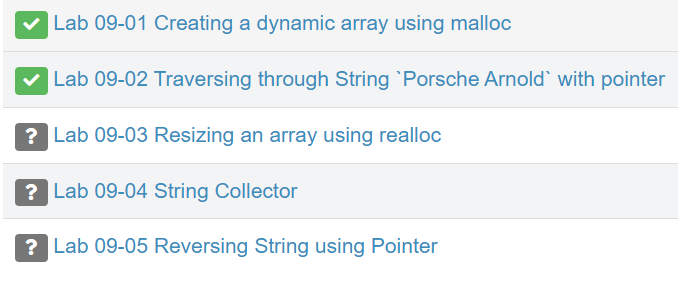 Lab 09-01 Creating a dynamic array using malloc
Lab 09-02 Traversing through String `Porsche Arnold` with pointer
? Lab 09-03 Resizing an array using realloc
? Lab 09-04 String Collector
? Lab 09-05 Reversing String using Pointer